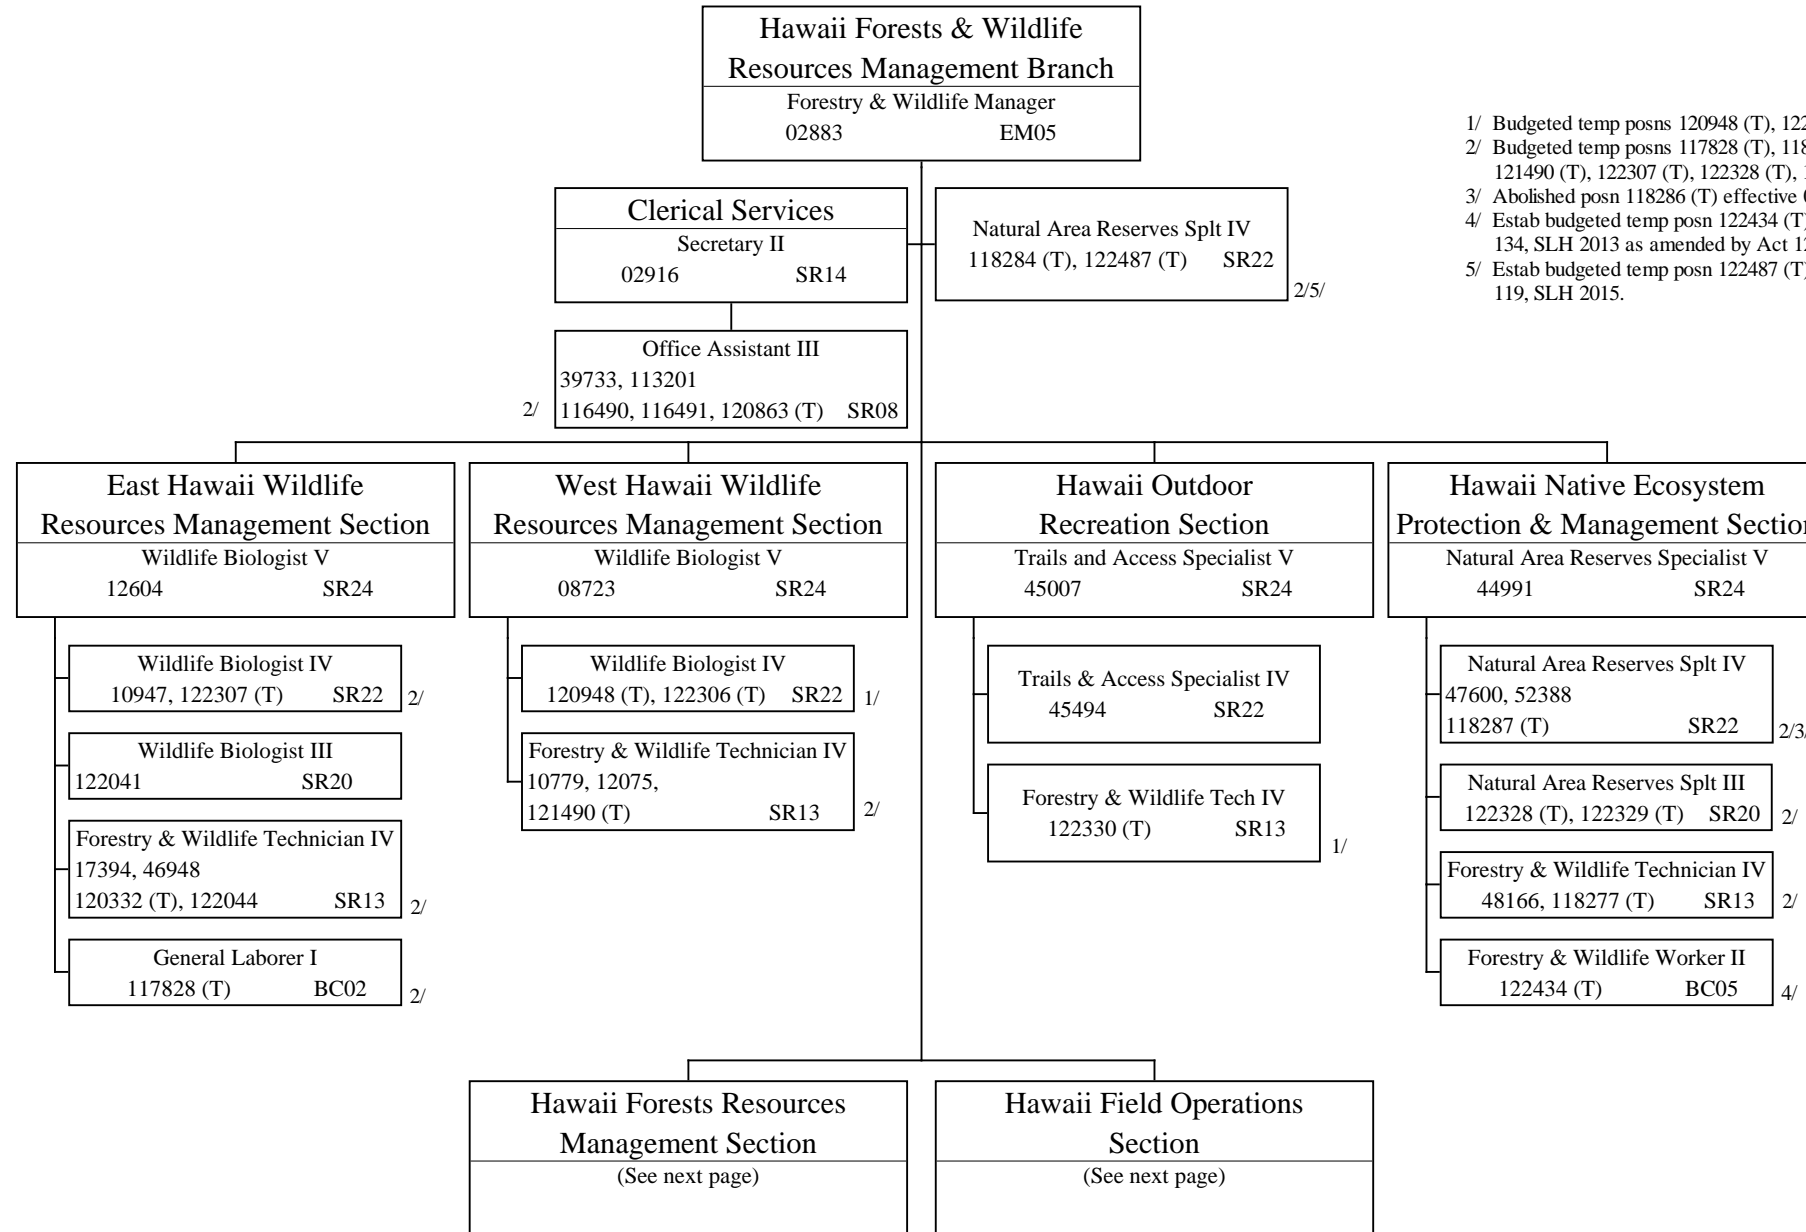 Hawaii Forests & Wildlife
Resources Management Branch
Forestry & Wildlife Manager
02883 EM05
1/ Budgeted temp posns 120948 (T),
2/ Budgeted temp posns 117828 (T),
121490 (T), 122307 (T), 122328 (T),
3/ Abolished posn 118286 (T) effective
4/ Estab budgeted temp posn 122434
134, SLH 2013 as amended by Act
5/ Estab budgeted temp posn 122487
119, SLH 2015.
Clerical Services
Secretary II
02916 SR14
Natural Area Reserves Splt IV
118284 (T), 122487 (T) SR22
2/5/
Office Assistant III
39733, 113201
2/ 116490, 116491, 120863 (T) SR08
East Hawaii Wildlife
Resources Management Section
Wildlife Biologist V
12604 SR24
Wildlife Biologist IV
10947, 122307 (T) SR22 2/
Wildlife Biologist III
122041 SR20
Forestry & Wildlife Technician IV
17394, 46948
120332 (T), 122044 SR13 2/
General Laborer I
117828 (T) BC02 2/
West Hawaii Wildlife
Resources Management Section
Wildlife Biologist V
08723 SR24
Wildlife Biologist IV
120948 (T), 122306 (T) SR22 1/
Forestry & Wildlife Technician IV
10779, 12075,
121490 (T) SR13 2/
Hawaii Outdoor
Recreation Section
Trails and Access Specialist V
45007 SR24
Trails & Access Specialist IV
45494 SR22
Forestry & Wildlife Tech IV
122330 (T) SR13
1/
Hawaii Native Ecosystem
Protection & Management Section
Natural Area Reserves Specialist V
44991 SR24
Natural Area Reserves Splt IV
47600, 52388
118287 (T) SR22 2/3/
Natural Area Reserves Splt III
122328 (T), 122329 (T) SR20 2/
Forestry & Wildlife Technician IV
48166, 118277 (T) SR13 2/
Forestry & Wildlife Worker II
122434 (T) BC05 4/
Hawaii Forests Resources
Management Section
(See next page)
Hawaii Field Operations
Section
(See next page)